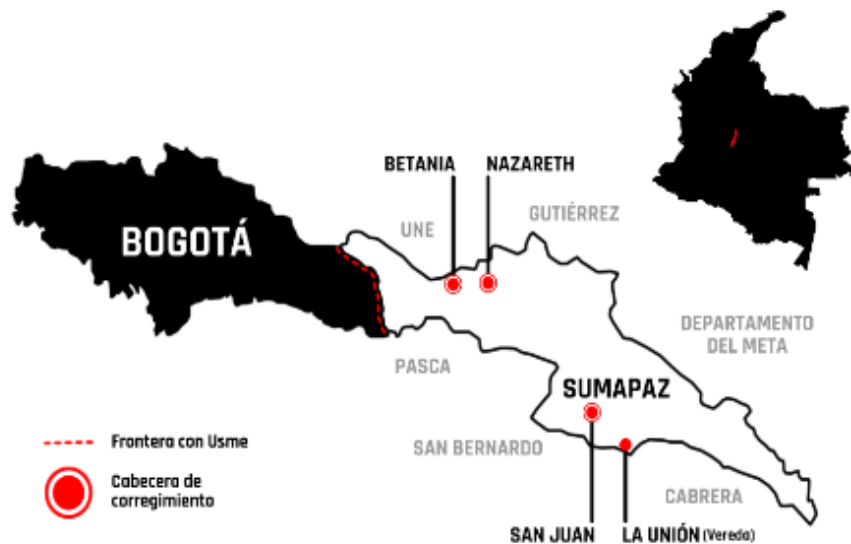 BETANIA
NAZARETH
UNE
GUTIÉRREZ
BOGOTÁ
DEPARTAMENTO
DEL META
PASCA
SUMAPAZ
SAN BERNARDO
CABRERA
SAN JUAN
LA UNIÓN (Vereda)
Frontera con Usme
Cabecera de
corregimiento